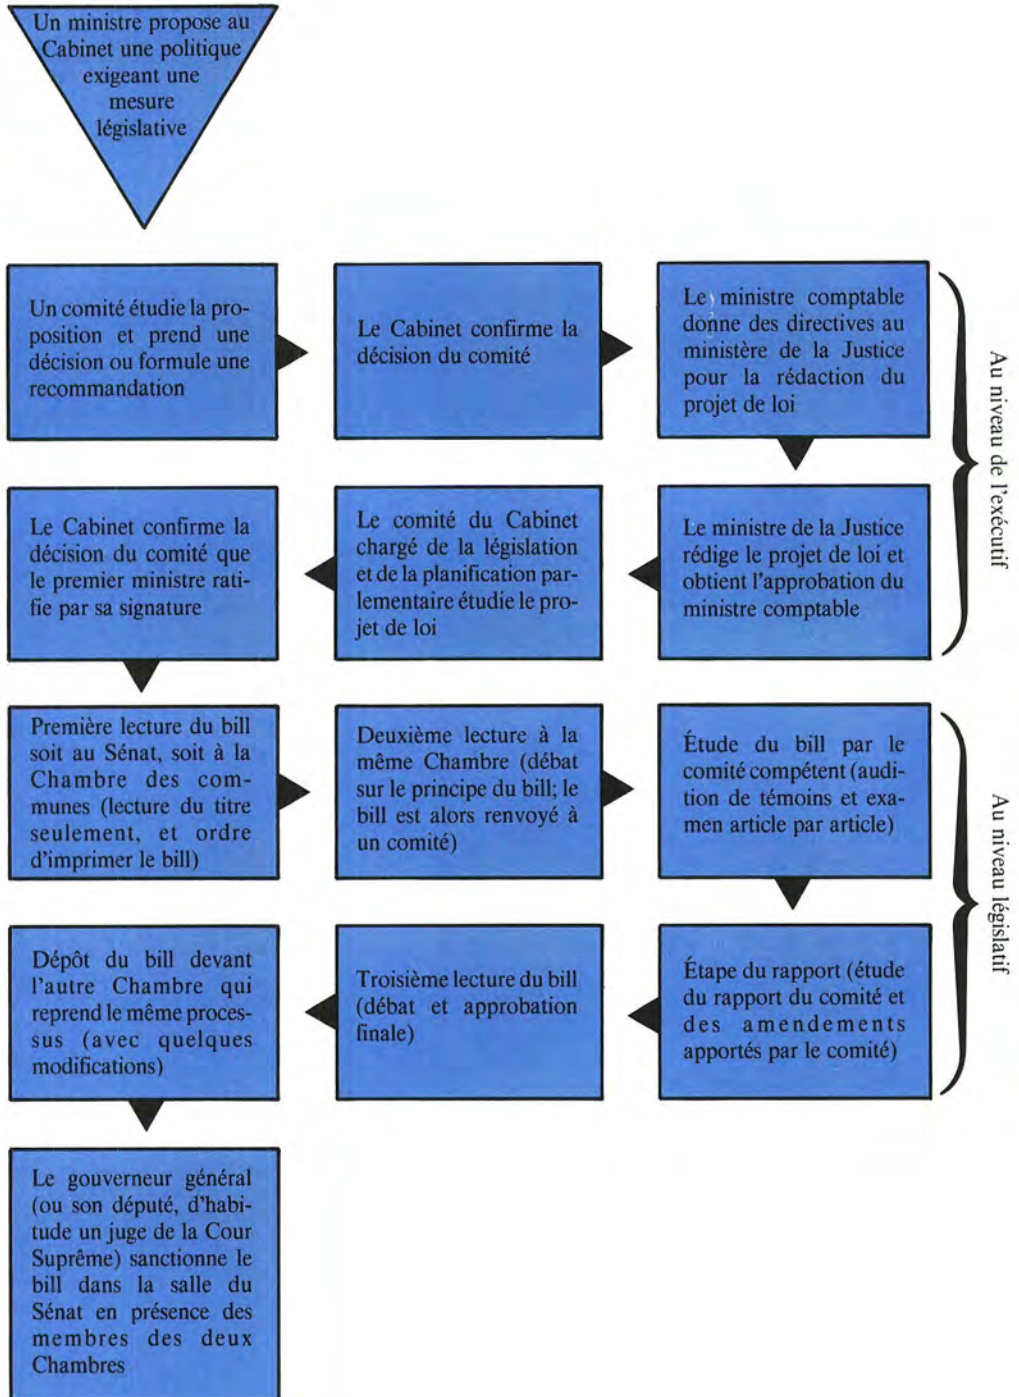 Un ministre propose au
Cabinet une politique
exigeant une
mesure
législative
Un comité étudie la pro-
position et prend une
décision ou formule une
recommandation
Le Cabinet confirme la
décision du comité
Le ministre comptable
donne des directives au
ministère de la Justice
pour la rédaction du
projet de loi
Au niveau de l'exécutif
Le ministre de la Justice
rédige le projet de loi et
obtient l'approbation du
ministre comptable
Le comité du Cabinet
chargé de la législation
et de la planification par-
lementaire étudie le pro-
jet de loi
Le Cabinet confirme la
décision du comité que
le premier ministre rati-
fie par sa signature
Première lecture du bill
soit au Sénat, soit à la
Chambre des com-
munes (lecture du titre
seulement, et ordre
d'imprimer le bill)
Deuxième lecture à la
même Chambre (débat
sur le principe du bill; le
bill est alors renvoyé à
un comité)
Étude du bill par le
comité compétent (audi-
tion de témoins et exa-
men article par article)
Au niveau législatif
Étape du rapport (étude
du rapport du comité et
des amendements
apportés par le comité)
Troisième lecture du bill
(débat et approbation
finale)
Dépôt du bill devant
l'autre Chambre qui
reprend le même proces-
sus (avec quelques
modifications)
Le gouverneur général
(ou son député, d'habi-
tude un juge de la Cour
Suprême) sanctionne le
bill dans la salle du
Sénat en présence des
membres des deux
Chambres